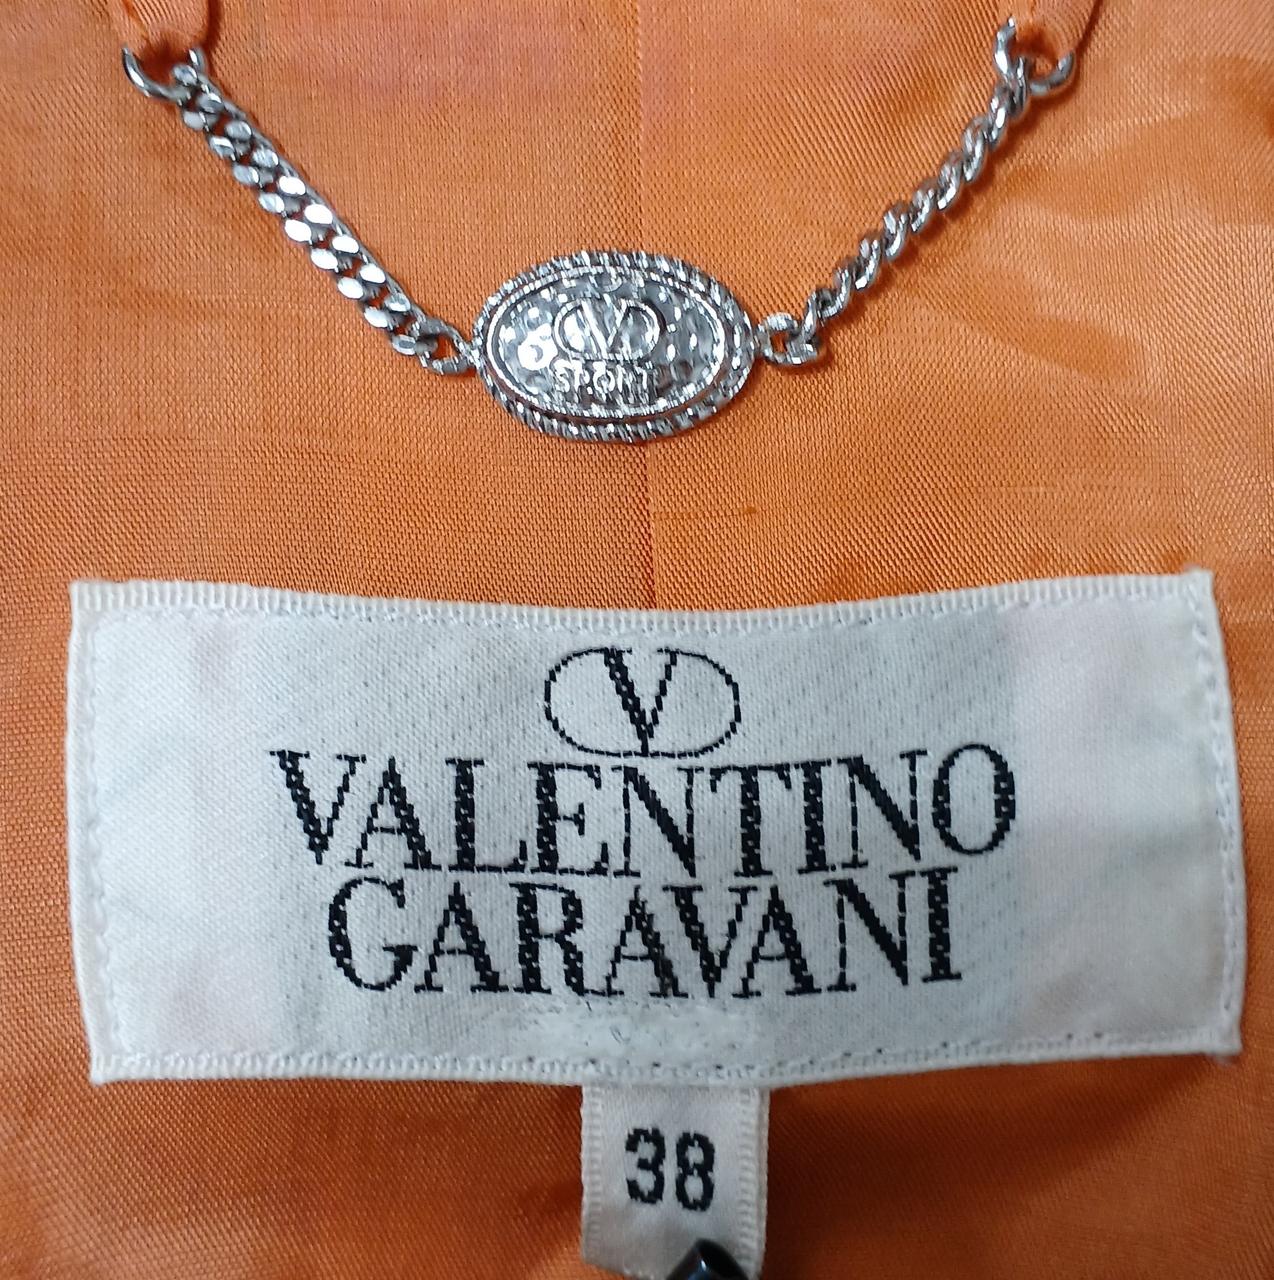 V
SPORT
V
VALENTINO
GARAVANI
38